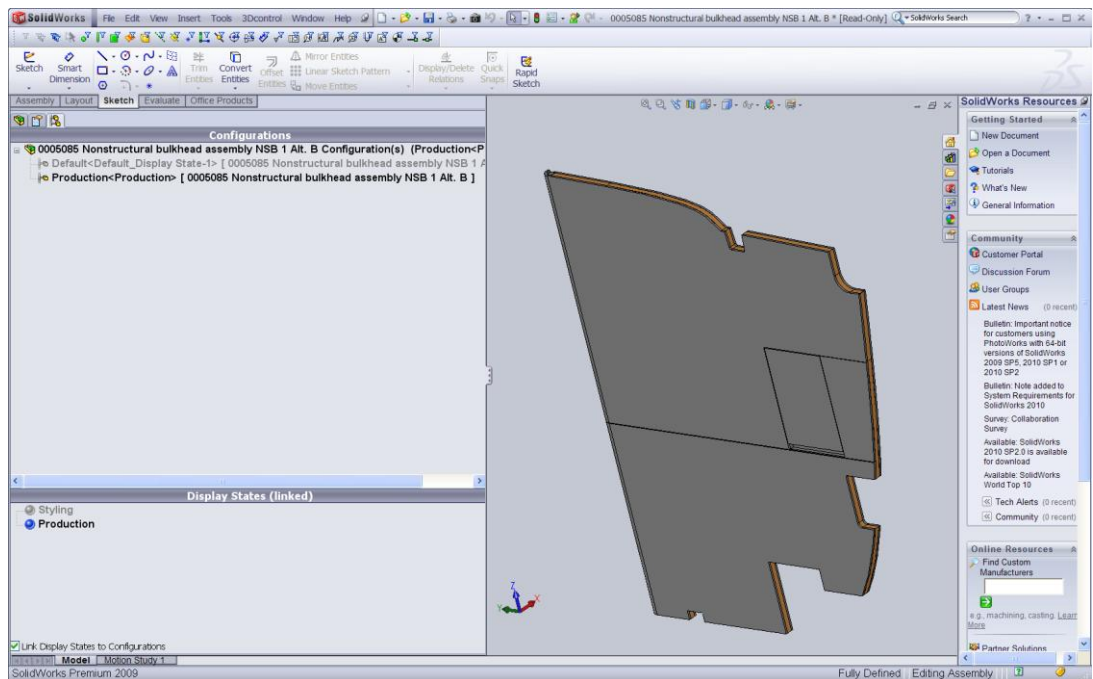 SolidWorks File Edit View Insert Tools 3Dcontrol Window Help 0005085 Nonstructural bulkhead assembly NSB 1 Alt. B * [Read-Only] SolidWorks Search
Sketch
Smart
Dimension
Trim
Entities
Convert
Entities
Offset
Entities
Mirror Entities
Linear Sketch Pattern
Move Entities
Display/Delete
Relations
Quick
Snaps
Rapid
Sketch
Assembly Layout Sketch Evaluate Office Products
Configurations
0005085 Nonstructural bulkhead assembly NSB 1 Alt. B Configuration(s) (Production<P
Default<Default_Display State-1> [ 0005085 Nonstructural bulkhead assembly NSB 1 A
Production<Production> [ 0005085 Nonstructural bulkhead assembly NSB 1 Alt. B ]
Display States (linked)
Styling
Production
Link Display States to Configurations
Model Motion Study 1
Z
Y
X
SolidWorks Resources
Getting Started
New Document
Open a Document
Tutorials
What's New
General Information
Community
Customer Portal
Discussion Forum
User Groups
Latest News (0 recent)
Bulletin: Important notice
for customers using
PhotoWorks with 64-bit
versions of SolidWorks
2009 SP5, 2010 SP1 or
2010 SP2
Bulletin: Note added to
System Requirements for
SolidWorks 2010
Survey: Collaboration
Survey
Available: SolidWorks
2010 SP2.0 is available
for download
Available: SolidWorks
World Top 10
Tech Alerts (0 recent)
Community (0 recent)
Online Resources
Find Custom
Manufacturers
e.g., machining, casting. Learn
More
Partner Solutions
SolidWorks Premium 2009 Fully Defined Editing Assembly